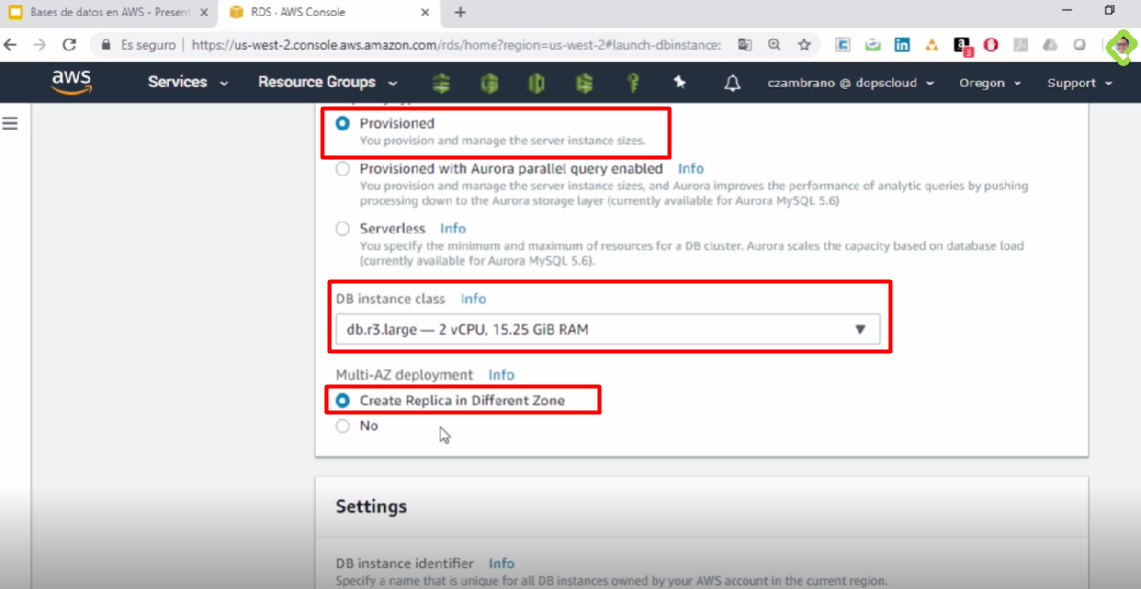 Bases de datos en AWS - Present
RDS - AWS Console
Es seguro https://us-west-2.console.aws.amazon.com/rds/home?region=us-west-2#launch-dbinstance:
aws Services Resource Groups czambrano @ dopscloud Oregon Support
Provisioned
You provision and manage the server instance sizes.
Provisioned with Aurora parallel query enabled Info
You provision and manage the server instance sizes, and Aurora improves the performance of analytic queries by pushing
processing down to the Aurora storage layer (currently available for Aurora MySQL 5.6)
Serverless Info
You specify the minimum and maximum of resources for a DB cluster. Aurora scales the capacity based on database load
(currently available for Aurora MySQL 5.6).
DB instance class Info
db.r3.large — 2 vCPU, 15.25 GiB RAM
Multi-AZ deployment Info
Create Replica in Different Zone
No
Settings
DB instance identifier Info
Specify a name that is unique for all DB instances owned by your AWS account in the current region.